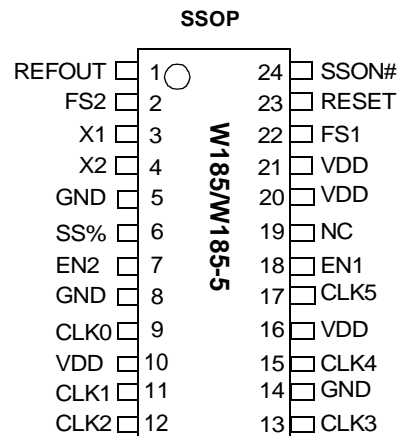 SSOP
REFOUT 1 24 SSON#
FS2 2 23 RESET
X1 3 22 FS1
X2 4 21 VDD
GND 5 20 VDD
SS% 6 19 NC
EN2 7 18 EN1
GND 8 17 CLK5
CLK0 9 16 VDD
VDD 10 15 CLK4
CLK1 11 14 GND
CLK2 12 13 CLK3
W185/W185-5